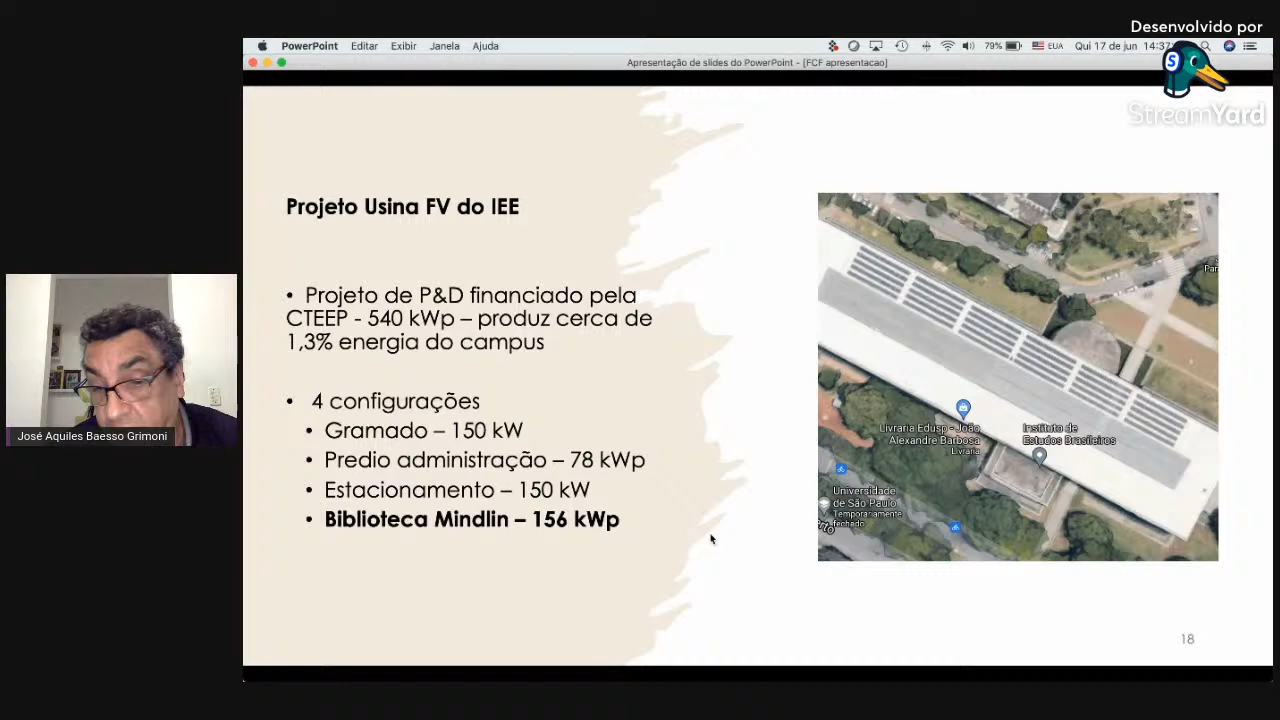 Desenvolvido por
StreamYard
PowerPoint Editar Exibir Janela Ajuda
79% EUA Qui 17 de jun 14:37
Apresentação de slides do PowerPoint - [FCF apresentacao]
Projeto Usina FV do IEE
• Projeto de P&D financiado pela
CTEEP - 540 kWp – produz cerca de
1,3% energia do campus
• 4 configurações
• Gramado – 150 kW
• Predio administração – 78 kWp
• Estacionamento – 150 kW
• Biblioteca Mindlin – 156 kWp
Livraria Edusp - João
Alexandre Barbosa
Livraria
Instituto de
Estudos Brasileiros
Universidade
de São Paulo
Temporariamente
fechado
José Aquiles Baesso Grimoni
18